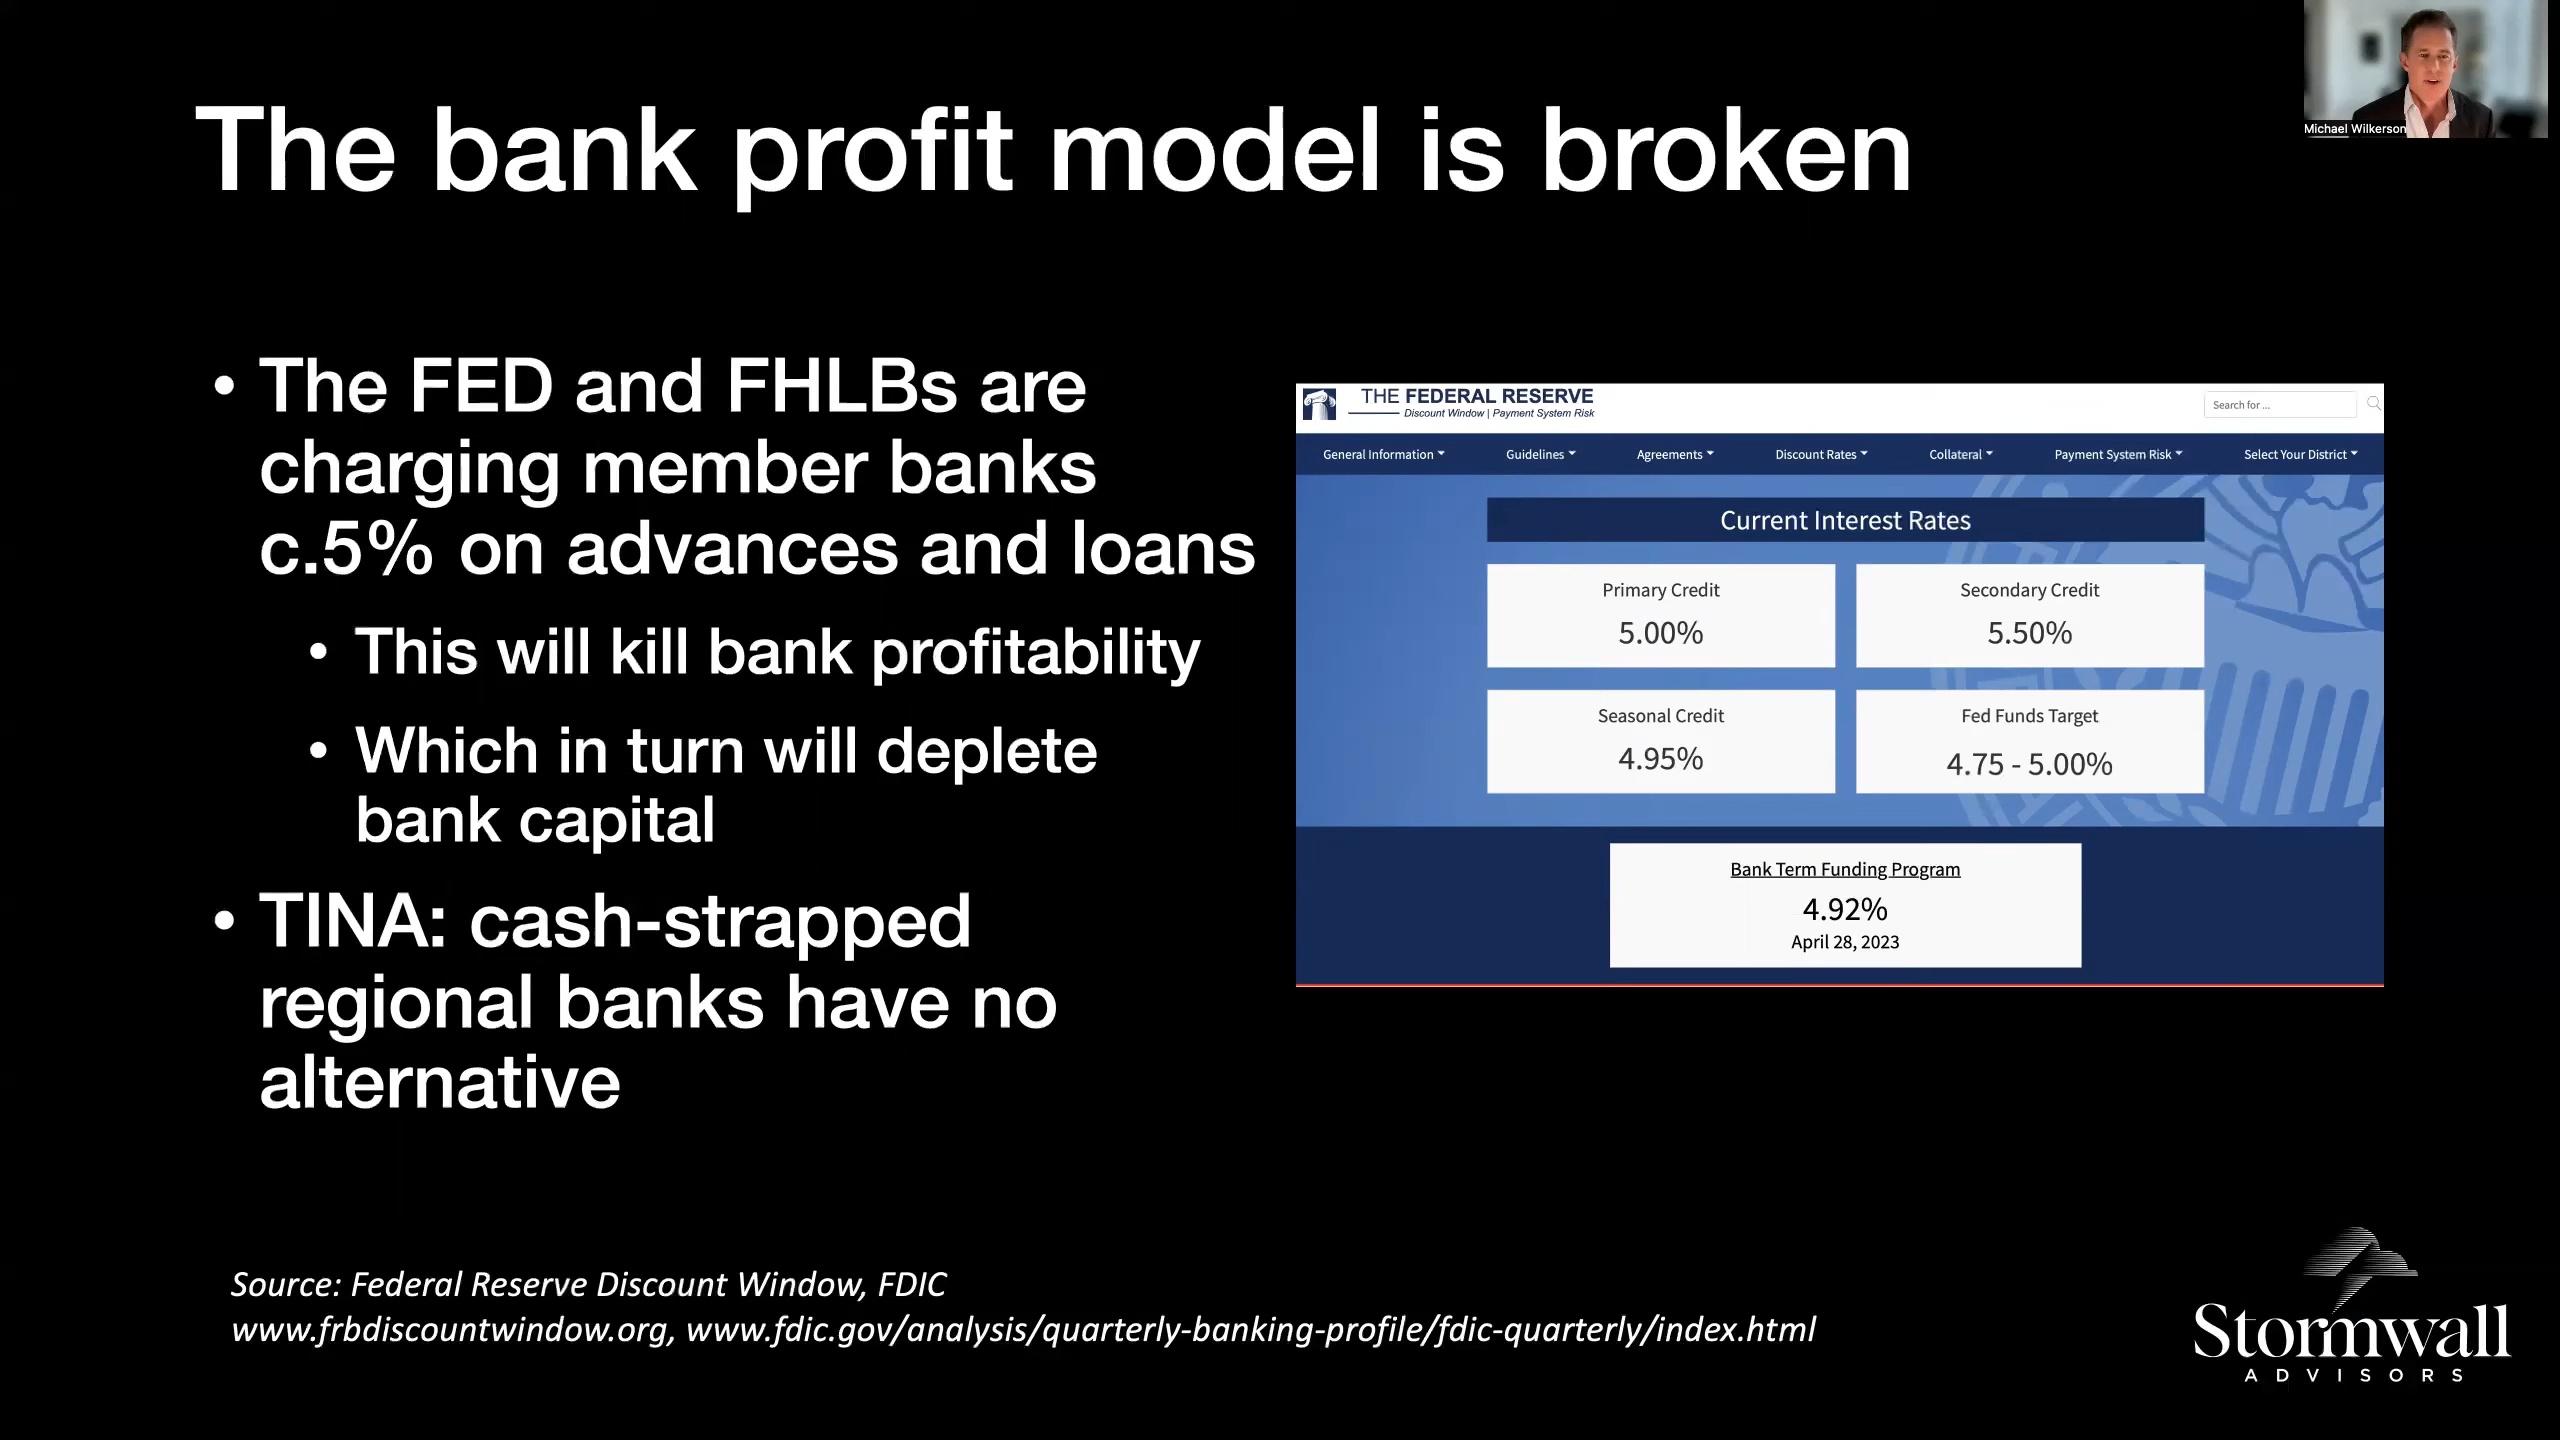 The bank profit model is broken
Michael Wilkerson
• The FED and FHLBs are
charging member banks
c.5% on advances and loans
• This will kill bank profitability
• Which in turn will deplete
bank capital
• TINA: cash-strapped
regional banks have no
alternative
THE FEDERAL RESERVE
Discount Window | Payment System Risk
Search for ...
General Information Guidelines Agreements Discount Rates Collateral Payment System Risk Select Your District
Current Interest Rates
Primary Credit
5.00%
Secondary Credit
5.50%
Seasonal Credit
4.95%
Fed Funds Target
4.75 - 5.00%
Bank Term Funding Program
4.92%
April 28, 2023
Source: Federal Reserve Discount Window, FDIC
www.frbdiscountwindow.org, www.fdic.gov/analysis/quarterly-banking-profile/fdic-quarterly/index.html
Stormwall
ADVISORS